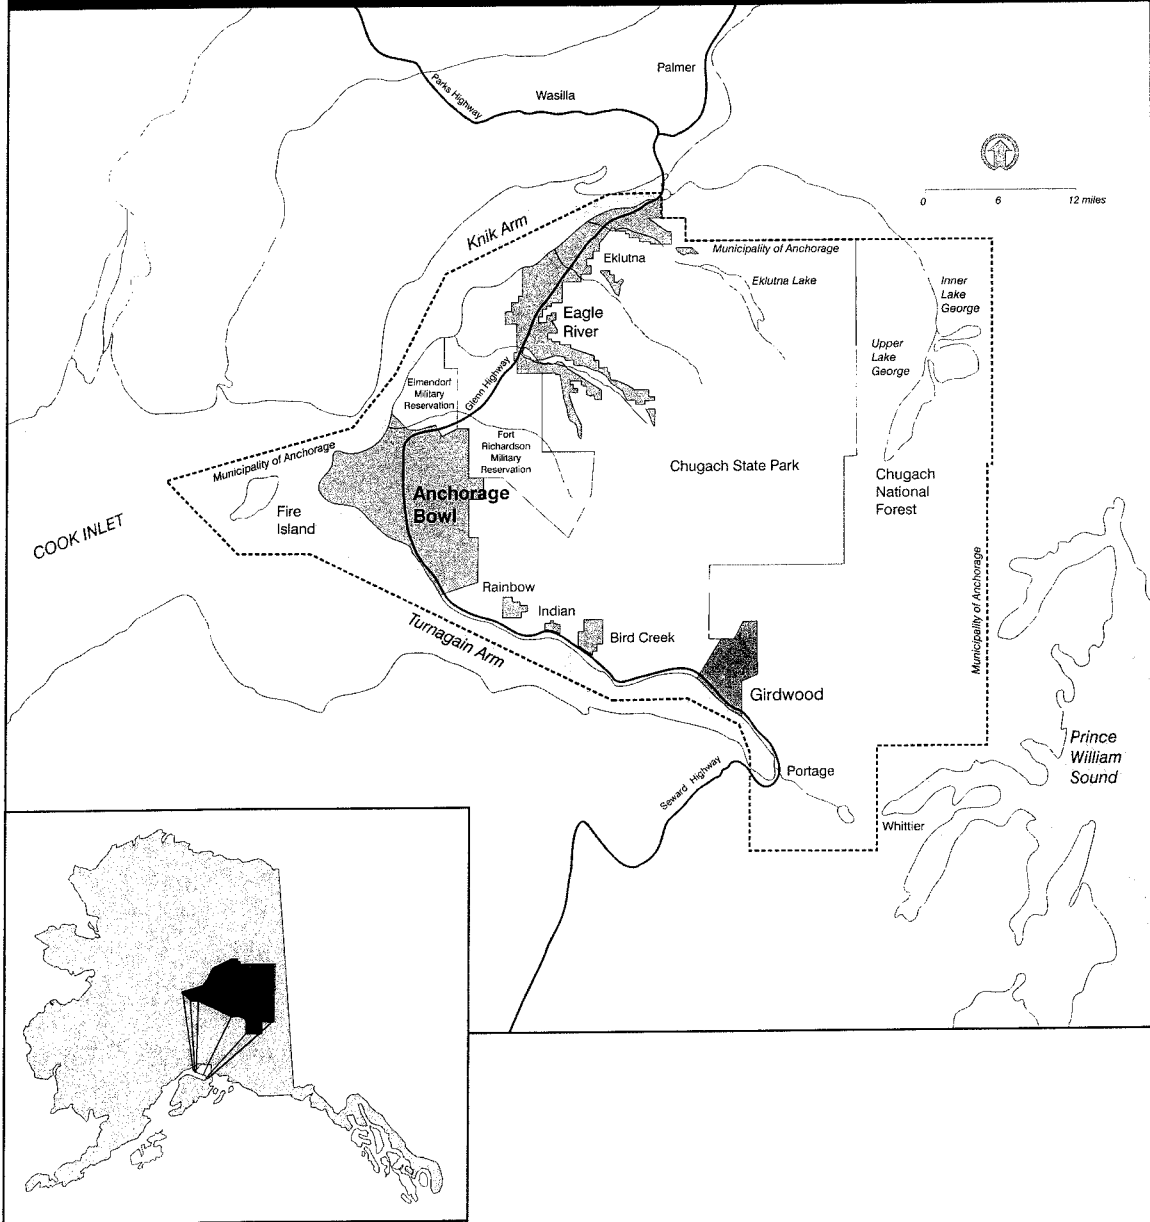 Palmer
Parks Highway
Wasilla
0 6 12 miles
Knik Arm
Municipality of Anchorage
Eklutna
Eklutna Lake
Inner
Lake
George
Eagle
River
Upper
Lake
George
Glenn Highway
Elmendorf
Military
Reservation
Fort
Richardson
Military
Reservation
Municipality of Anchorage
Chugach State Park
Chugach
National
Forest
Anchorage
Bowl
Fire
Island
COOK INLET
Rainbow
Indian
Bird Creek
Turnagain Arm
Municipality of Anchorage
Girdwood
Prince
William
Sound
Seward Highway
Portage
Whittier